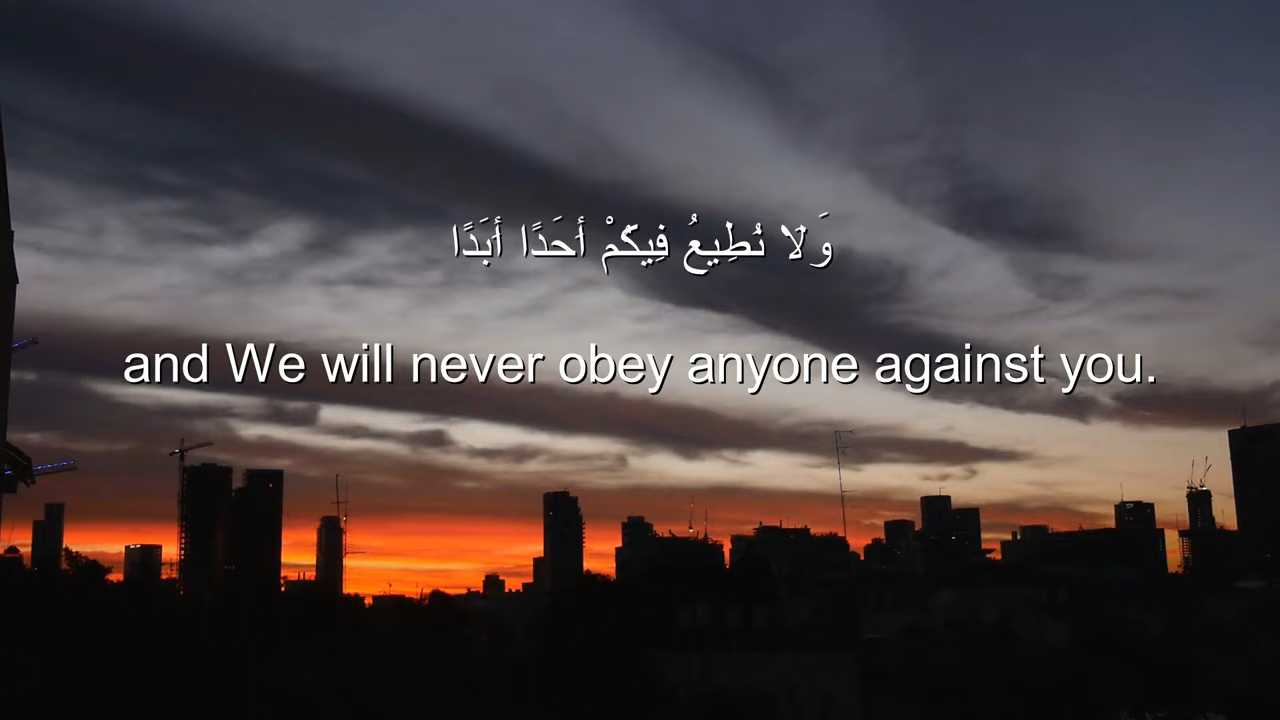 وَلَا نُطِيعُ فِيكُمْ أَحَدًا أَبَدًا
and We will never obey anyone against you.